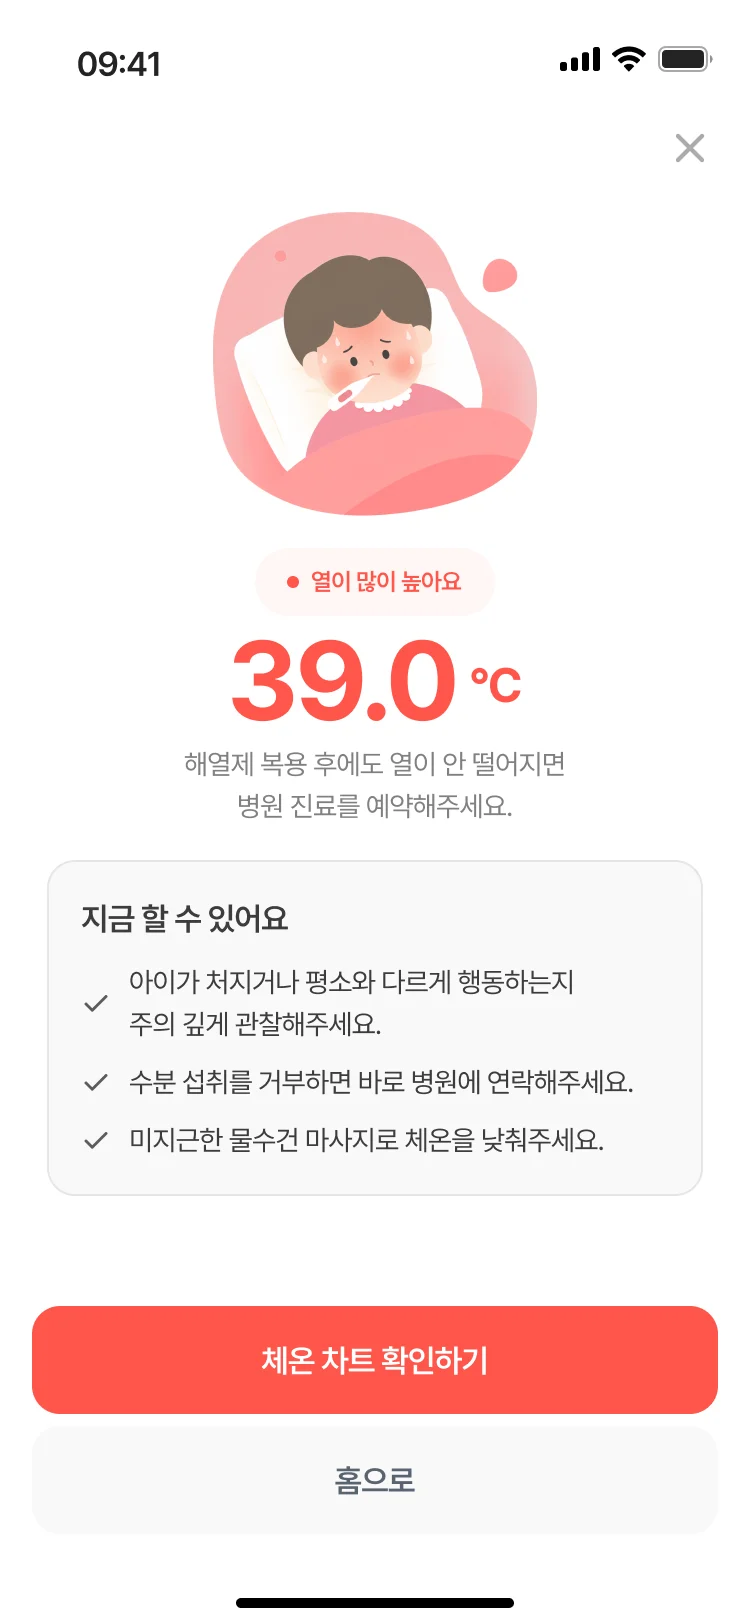 09:41
열이 많이 높아요
39.0 °C
해열제 복용 후에도 열이 안 떨어지면
병원 진료를 예약해주세요.
지금 할 수 있어요
아이가 처지거나 평소와 다르게 행동하는지
주의 깊게 관찰해주세요.
수분 섭취를 거부하면 바로 병원에 연락해주세요.
미지근한 물수건 마사지로 체온을 낮춰주세요.
체온 차트 확인하기
홈으로